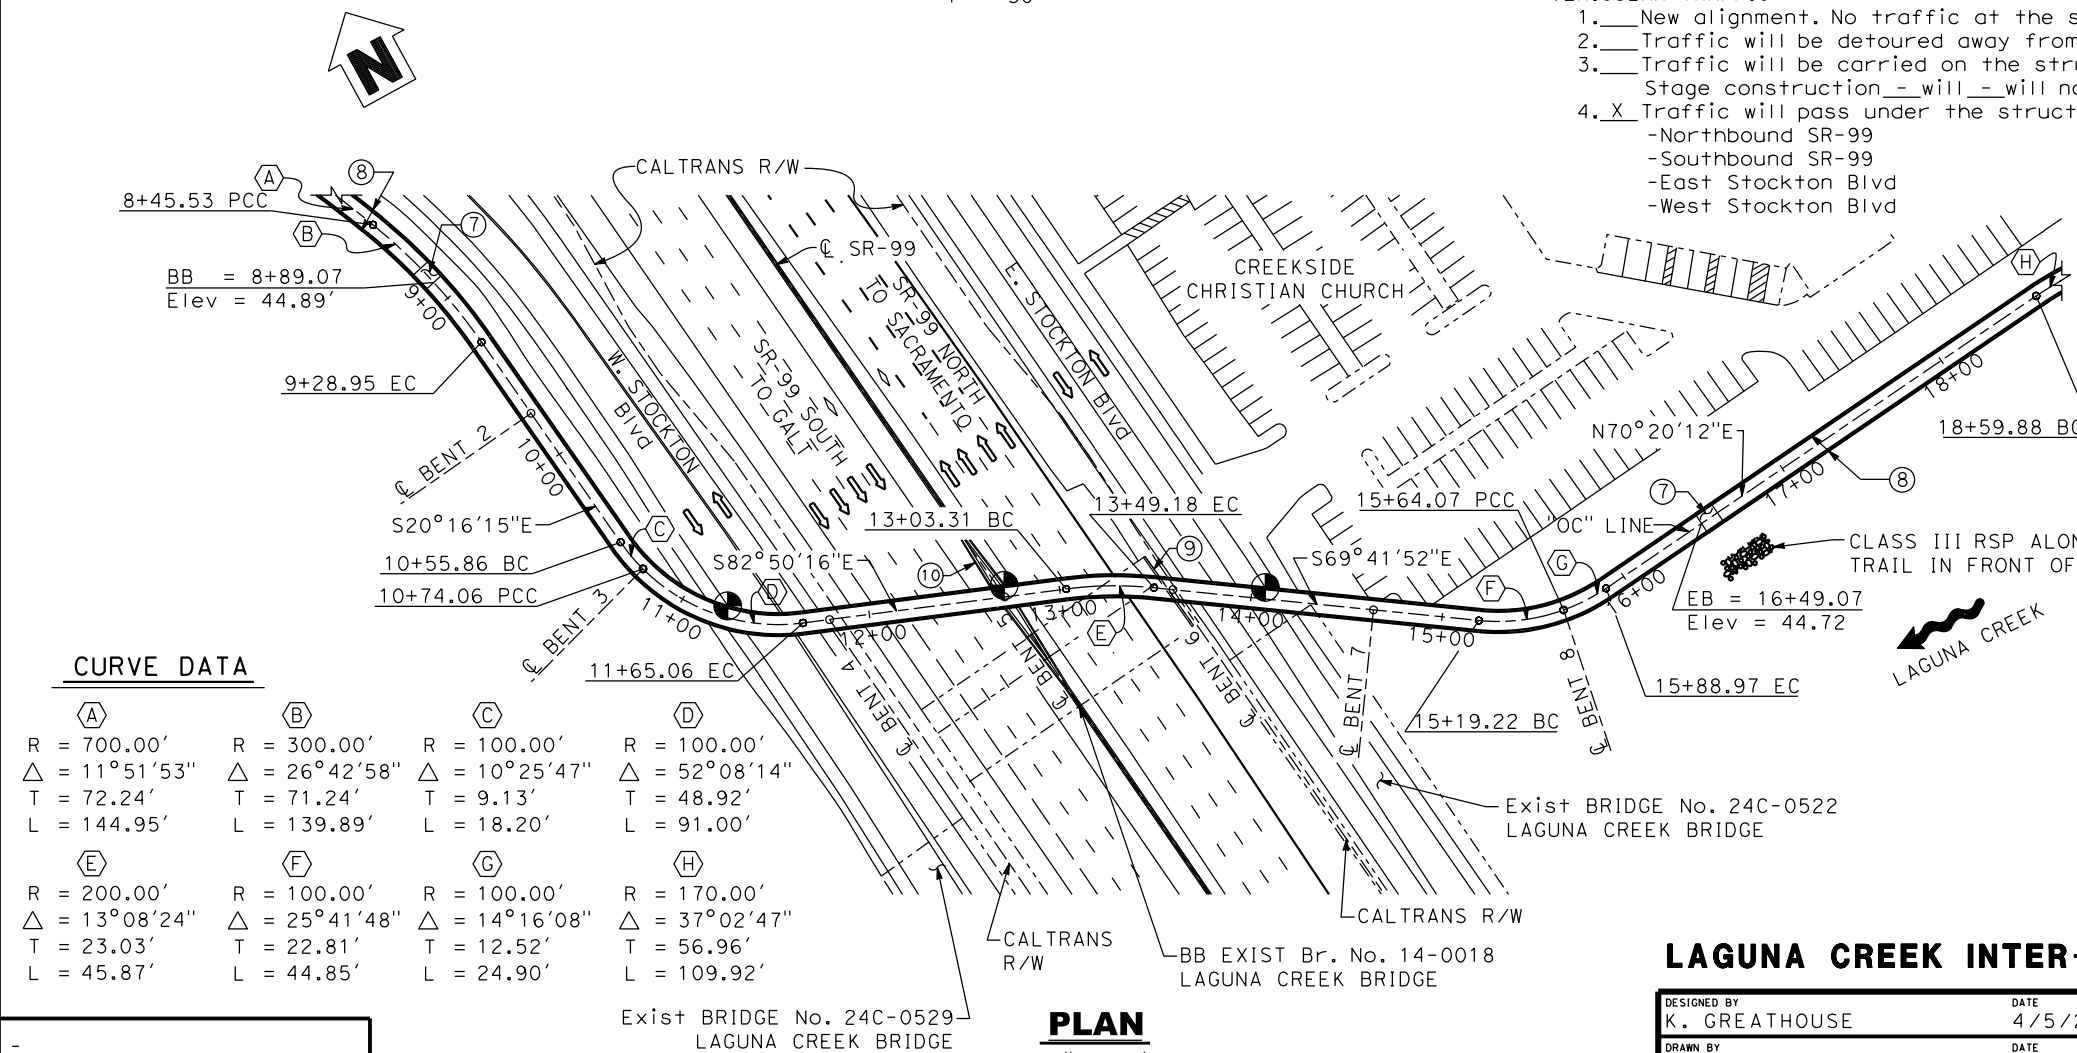 N
1. New alignment. No traffic at the s
2. Traffic will be detoured away from
3. Traffic will be carried on the stru
Stage construction - will - will no
4. X Traffic will pass under the struct
-Northbound SR-99
-Southbound SR-99
-East Stockton Blvd
-West Stockton Blvd
CALTRANS R/W
A
8
8+45.53 PCC
B
7
BB = 8+89.07
Elev = 44.89'
9+00
9+28.95 EC
℄ BENT 2
10+00
S20°16'15"E
10+55.86 BC
10+74.06 PCC
C
℄ BENT 3
11+00
W. STOCKTON
Blvd
SR-99 SOUTH
TO GALT
℄ SR-99
SR-99 NORTH
TO SACRAMENTO
E. STOCKTON Blvd
CREEKSIDE
CHRISTIAN CHURCH
H
S82°50'16"E
D
11+65.06 EC
12+00
℄ BENT 4
10
13+03.31 BC
13+00
℄ BENT 5
13+49.18 EC
9
E
℄ BENT 6
14+00
S69°41'52"E
℄ BENT 7
15+00
15+19.22 BC
F
15+64.07 PCC
G
℄ BENT 8
15+88.97 EC
16+00
"OC" LINE
7
N70°20'12"E
17+00
8
18+00
18+59.88 BC
CLASS III RSP ALON
TRAIL IN FRONT OF
EB = 16+49.07
Elev = 44.72
LAGUNA CREEK
Exist BRIDGE No. 24C-0522
LAGUNA CREEK BRIDGE
CALTRANS R/W
BB EXIST Br. No. 14-0018
LAGUNA CREEK BRIDGE
CALTRANS
R/W
Exist BRIDGE No. 24C-0529
LAGUNA CREEK BRIDGE
CURVE DATA
A B C D
R = 700.00' R = 300.00' R = 100.00' R = 100.00'
△ = 11°51'53" △ = 26°42'58" △ = 10°25'47" △ = 52°08'14"
T = 72.24' T = 71.24' T = 9.13' T = 48.92'
L = 144.95' L = 139.89' L = 18.20' L = 91.00'
E F G H
R = 200.00' R = 100.00' R = 100.00' R = 170.00'
△ = 13°08'24" △ = 25°41'48" △ = 14°16'08" △ = 37°02'47"
T = 23.03' T = 22.81' T = 12.52' T = 56.96'
L = 45.87' L = 44.85' L = 24.90' L = 109.92'
PLAN
LAGUNA CREEK INTER-
DESIGNED BY DATE
K. GREATHOUSE 4/5/2
DRAWN BY DATE